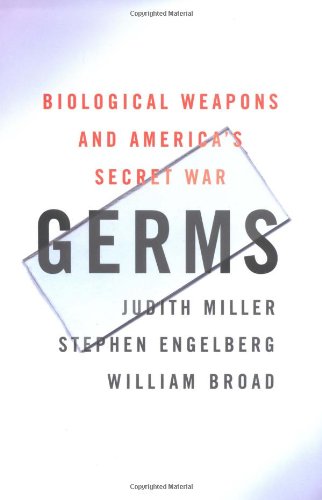 Copyrighted Material
BIOLOGICAL WEAPONS
AND AMERICA'S
SECRET WAR
GERMS
JUDITH MILLER
STEPHEN ENGELBERG
WILLIAM BROAD
Copyrighted Material